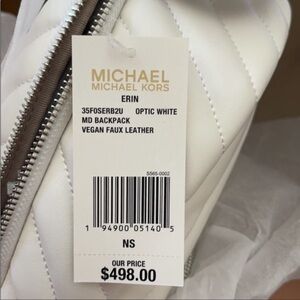 MICHAEL
MICHAEL KORS
ERIN
35F0SERB2U OPTIC WHITE
MD BACKPACK
VEGAN FAUX LEATHER
5565-0002
1 94900 05140 5
NS
OUR PRICE
$498.00